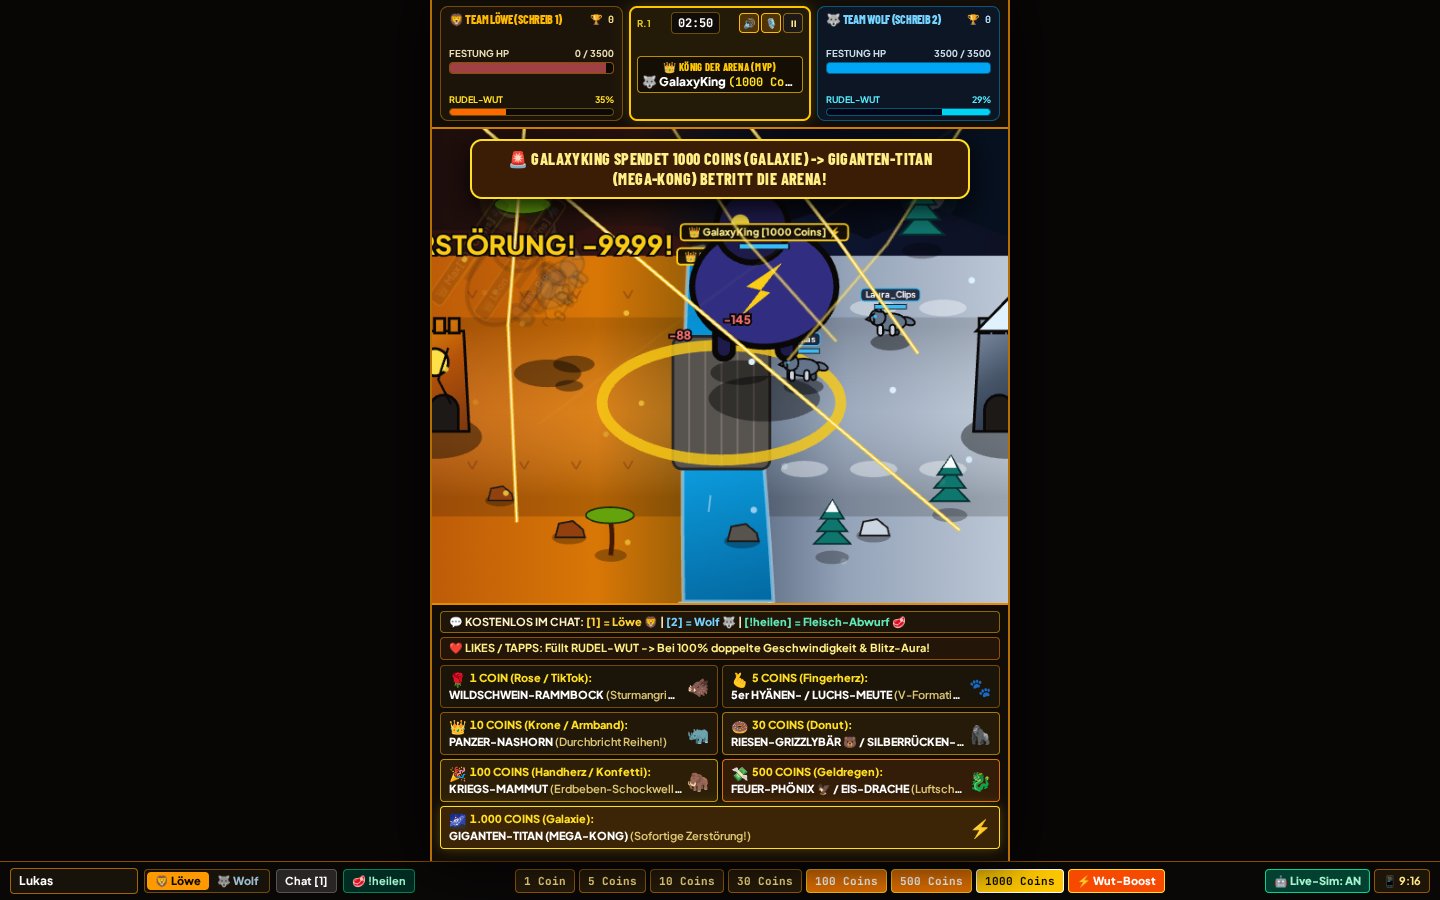 🦁 TEAM LÖWE (SCHREIB 1) 🏆 0
FESTUNG HP 0 / 3500
RUDEL-WUT 35%
R.1 02:50 🔊 🎙️ ⏸
👑 KÖNIG DER ARENA (MVP)
🐺 GalaxyKing (1000 Co...
🐺 TEAM WOLF (SCHREIB 2) 🏆 0
FESTUNG HP 3500 / 3500
RUDEL-WUT 29%
🚨 GALAXYKING SPENDET 1000 COINS (GALAXIE) -> GIGANTEN-TITAN
(MEGA-KONG) BETRITT DIE ARENA!
RSTÖRUNG! -9999!
👑 GalaxyKing [1000 Coins] ⚡
Laura_Clips
-145
-88
💬 KOSTENLOS IM CHAT: [1] = Löwe 🦁 | [2] = Wolf 🐺 | [!heilen] = Fleisch-Abwurf 🥩
❤️ LIKES / TAPPS: Füllt RUDEL-WUT -> Bei 100% doppelte Geschwindigkeit & Blitz-Aura!
🌹 1 COIN (Rose / TikTok):
WILDSCHWEIN-RAMMBOCK (Sturmangri...
🫰 5 COINS (Fingerherz):
5er HYÄNEN- / LUCHS-MEUTE (V-Formati...
👑 10 COINS (Krone / Armband):
PANZER-NASHORN (Durchbricht Reihen!)
🍩 30 COINS (Donut):
RIESEN-GRIZZLYBÄR 🐻 / SILBERRÜCKEN-...
🎉 100 COINS (Handherz / Konfetti):
KRIEGS-MAMMUT (Erdbeben-Schockwell...
💸 500 COINS (Geldregen):
FEUER-PHÖNIX 🦅 / EIS-DRACHE (Luftsch...
🌌 1.000 COINS (Galaxie):
GIGANTEN-TITAN (MEGA-KONG) (Sofortige Zerstörung!)
Lukas 🦁 Löwe 🐺 Wolf Chat [1] 🥩 !heilen 1 Coin 5 Coins 10 Coins 30 Coins 100 Coins 500 Coins 1000 Coins ⚡ Wut-Boost 🤖 Live-Sim: AN 📱 9:16